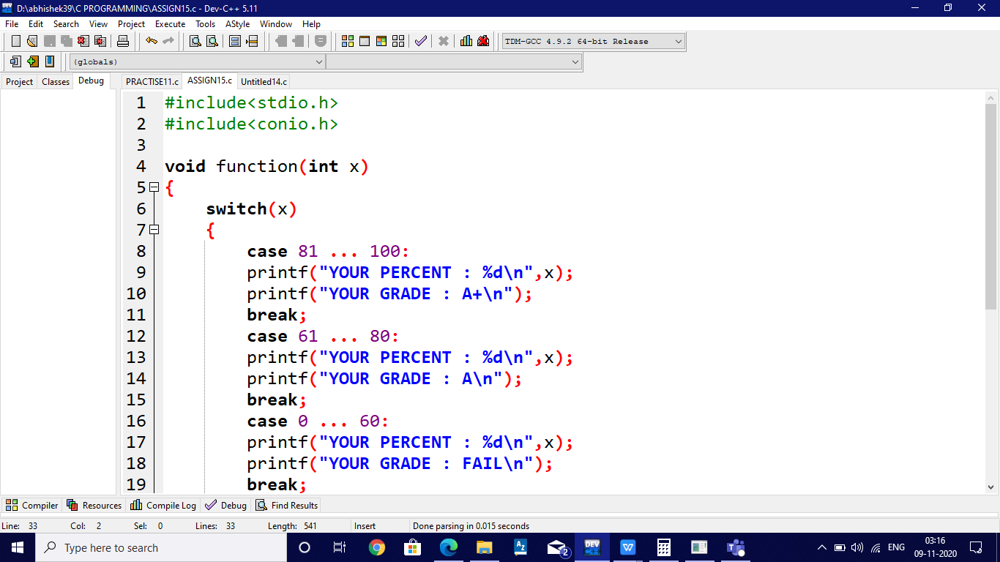 D:\abhishek39\C PROGRAMMING\ASSIGN15.c - Dev-C++ 5.11
File Edit Search View Project Execute Tools AStyle Window Help
TDM-GCC 4.9.2 64-bit Release
(globals)
Project Classes Debug PRACTISE11.c ASSIGN15.c Untitled14.c
1 #include<stdio.h>
2 #include<conio.h>
3
4 void function(int x)
5 {
6 switch(x)
7 {
8 case 81 ... 100:
9 printf("YOUR PERCENT : %d\n",x);
10 printf("YOUR GRADE : A+\n");
11 break;
12 case 61 ... 80:
13 printf("YOUR PERCENT : %d\n",x);
14 printf("YOUR GRADE : A\n");
15 break;
16 case 0 ... 60:
17 printf("YOUR PERCENT : %d\n",x);
18 printf("YOUR GRADE : FAIL\n");
19 break;
Compiler Resources Compile Log Debug Find Results
Line: 33 Col: 2 Sel: 0 Lines: 33 Length: 541 Insert Done parsing in 0.015 seconds
Type here to search
2
DEV
W
ENG
03:16
09-11-2020